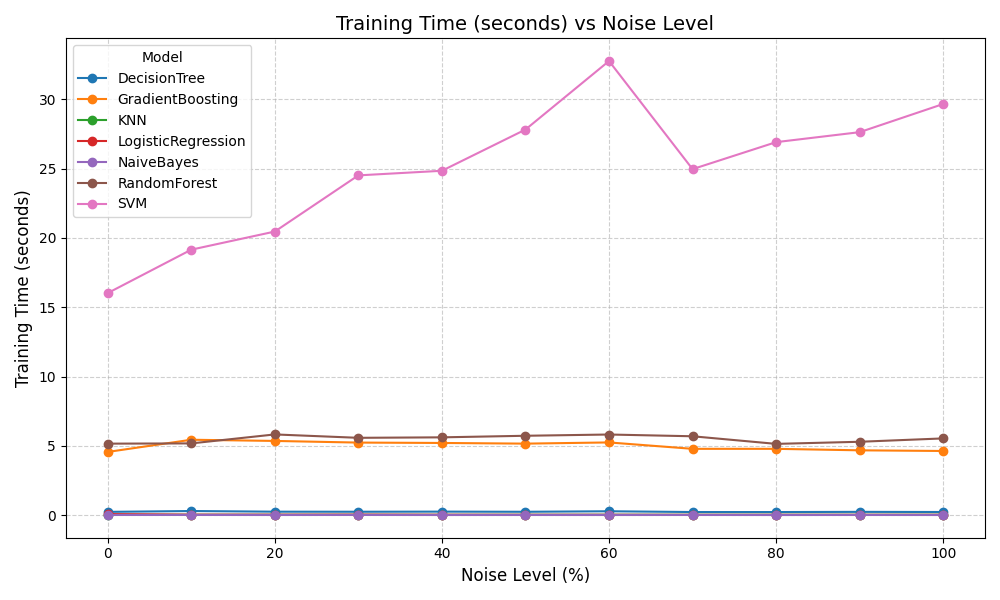 Training Time (seconds) vs Noise Level
Model
DecisionTree
GradientBoosting
KNN
LogisticRegression
NaiveBayes
RandomForest
SVM
Training Time (seconds)
30
25
20
15
10
5
0
0 20 40 60 80 100
Noise Level (%)